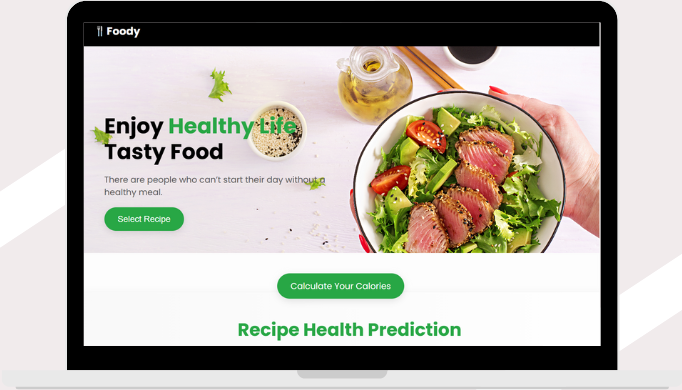 Foody
Enjoy Healthy Life
Tasty Food
There are people who can't start their day without a
healthy meal.
Select Recipe
Calculate Your Calories
Recipe Health Prediction